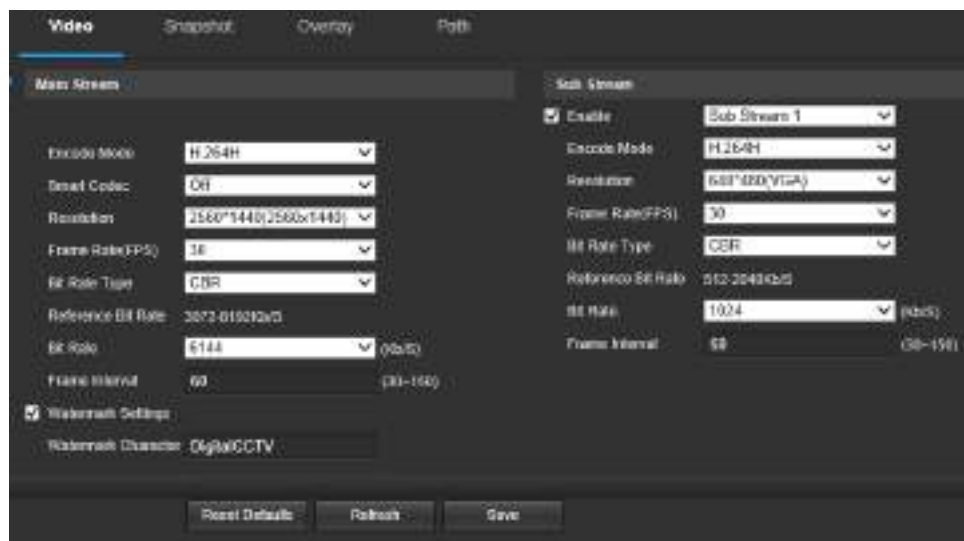 Video Snapshot Overlay Path
Main Stream
Encode Mode H.264H
Smart Codec Off
Resolution 2560*1440(2560x1440)
Frame Rate(FPS) 30
Bit Rate Type CBR
Reference Bit Rate 3072-8192Kb/S
Bit Rate 6144 (Kb/S)
Frame Interval 60 (30~150)
Watermark Settings
Watermark Character DigitalCCTV
Sub Stream
Enable Sub Stream 1
Encode Mode H.264H
Resolution 640*480(VGA)
Frame Rate(FPS) 30
Bit Rate Type CBR
Reference Bit Rate 512-2048Kb/S
Bit Rate 1024 (Kb/S)
Frame Interval 60 (30~150)
Reset Defaults Refresh Save